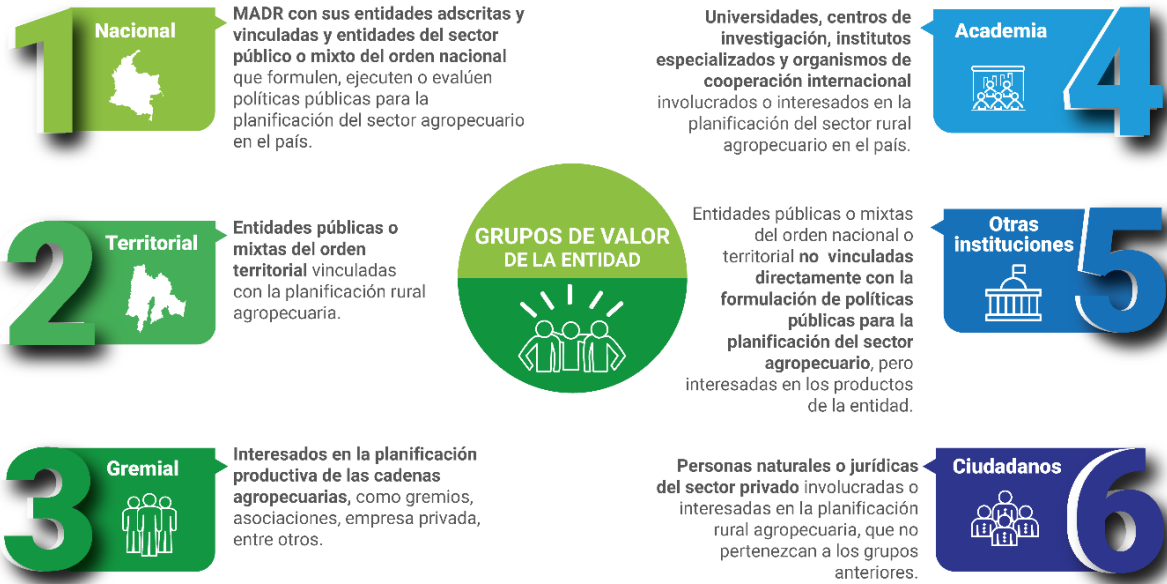 1
Nacional
MADR con sus entidades adscritas y
vinculadas y entidades del sector
público o mixto del orden nacional
que formulen, ejecuten o evalúen
políticas públicas para la
planificación del sector agropecuario
en el país.
2
Territorial
Entidades públicas o
mixtas del orden
territorial vinculadas
con la planificación rural
agropecuaria.
3
Gremial
Interesados en la planificación
productiva de las cadenas
agropecuarias, como gremios,
asociaciones, empresa privada,
entre otros.
GRUPOS DE VALOR
DE LA ENTIDAD
Universidades, centros de
investigación, institutos
especializados y organismos de
cooperación internacional
involucrados o interesados en la
planificación del sector rural
agropecuario en el país.
Academia
4
Entidades públicas o mixtas
del orden nacional o
territorial no vinculadas
directamente con la
formulación de políticas
públicas para la
planificación del sector
agropecuario, pero
interesadas en los productos
de la entidad.
Otras
instituciones
5
Personas naturales o jurídicas
del sector privado involucradas o
interesadas en la planificación
rural agropecuaria, que no
pertenezcan a los grupos
anteriores.
Ciudadanos
6